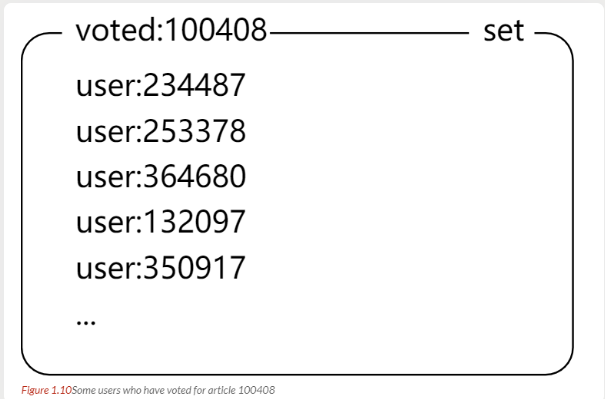 voted:100408 set
user:234487
user:253378
user:364680
user:132097
user:350917
...
Figure 1.10Some users who have voted for article 100408